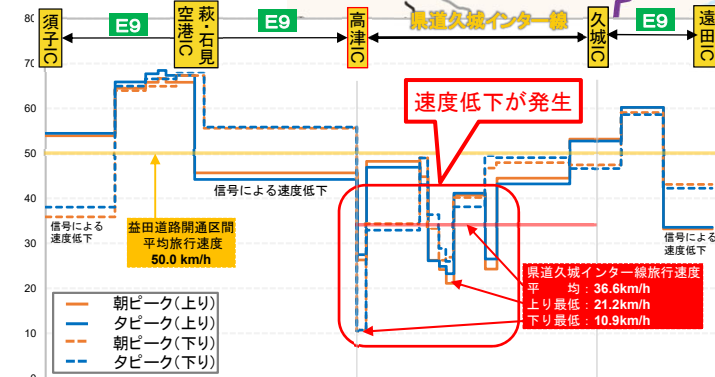 80
70
60
50
40
30
20
10
0
須子IC
E9
萩・石見
空港IC
E9
高津IC
県道久城インター線
久城IC
E9
遠田IC
速度低下が発生
信号による速度低下
信号による
速度低下
益田道路開通区間
平均旅行速度
50.0 km/h
信号による
速度低下
県道久城インター線旅行速度
平　　均：36.6km/h
上り最低：21.2km/h
下り最低：10.9km/h
朝ピーク(上り)
夕ピーク(上り)
朝ピーク(下り)
夕ピーク(下り)